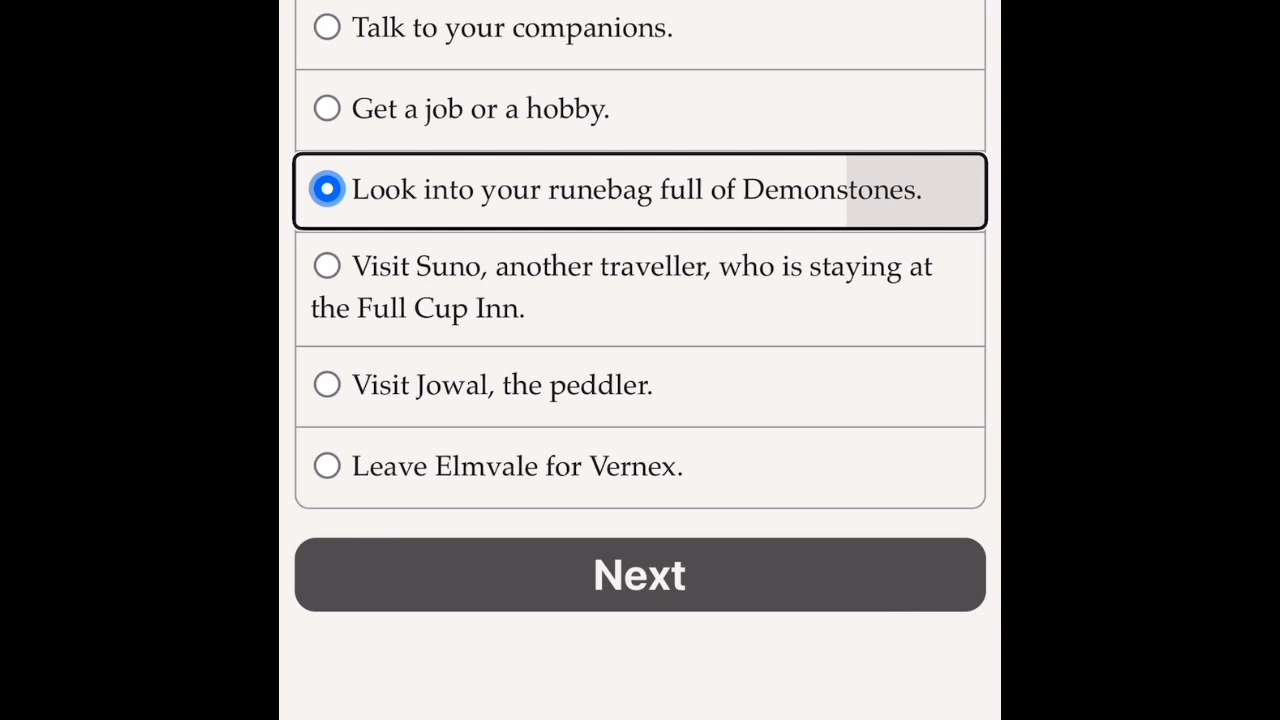 Talk to your companions.
Get a job or a hobby.
Look into your runebag full of Demonstones.
Visit Suno, another traveller, who is staying at
the Full Cup Inn.
Visit Jowal, the peddler.
Leave Elmvale for Vernex.
Next